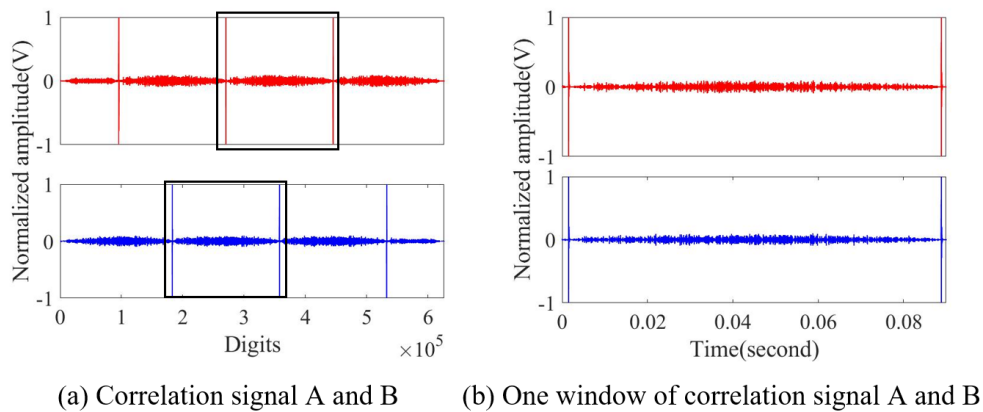 Normalized amplitude(V)
1
0
-1
1
0
-1
0 1 2 3 4 5 6
Digits
×10^5
(a) Correlation signal A and B
Normalized amplitude(V)
1
0
-1
1
0
-1
0 0.02 0.04 0.06 0.08
Time(second)
(b) One window of correlation signal A and B